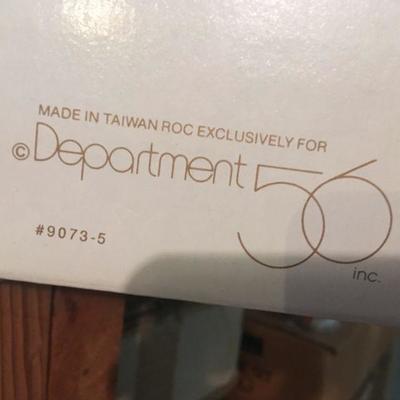 MADE IN TAIWAN ROC EXCLUSIVELY FOR
© Department 56
inc.
#9073-5